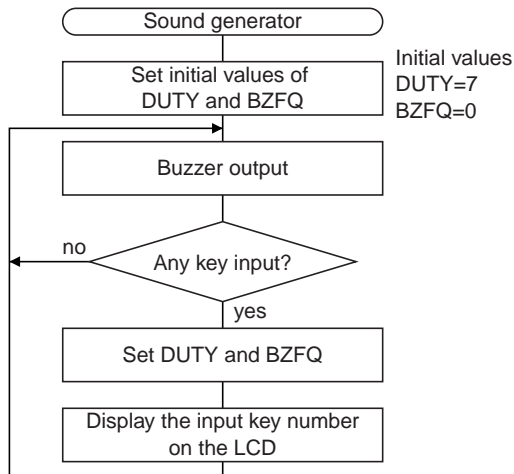 Sound generator
Set initial values of
DUTY and BZFQ
Initial values
DUTY=7
BZFQ=0
Buzzer output
no
Any key input?
yes
Set DUTY and BZFQ
Display the input key number
on the LCD